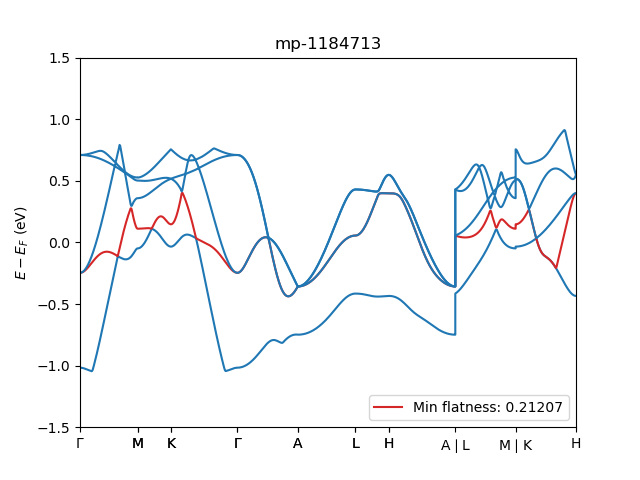 mp-1184713
1.5
1.0
0.5
0.0
−0.5
−1.0
−1.5
E − E_F (eV)
Γ M K Γ A L H A | L M | K H
Min flatness: 0.21207